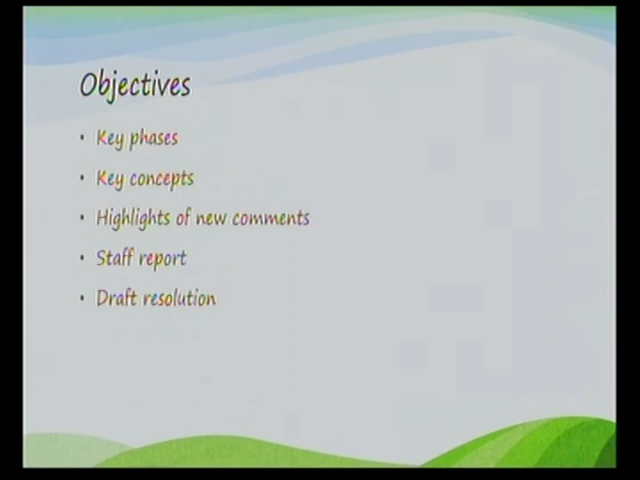 Objectives
• Key phases
• Key concepts
• Highlights of new comments
• Staff report
• Draft resolution